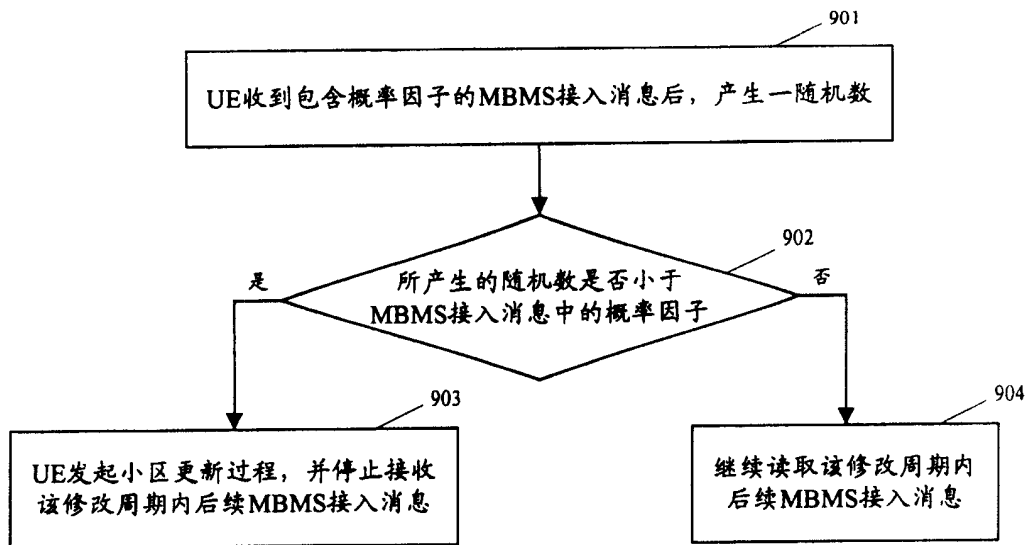 901
UE收到包含概率因子的MBMS接入消息后，产生一随机数
902
所产生的随机数是否小于
MBMS接入消息中的概率因子
是
否
903
UE发起小区更新过程，并停止接收
该修改周期内后续MBMS接入消息
904
继续读取该修改周期内
后续MBMS接入消息